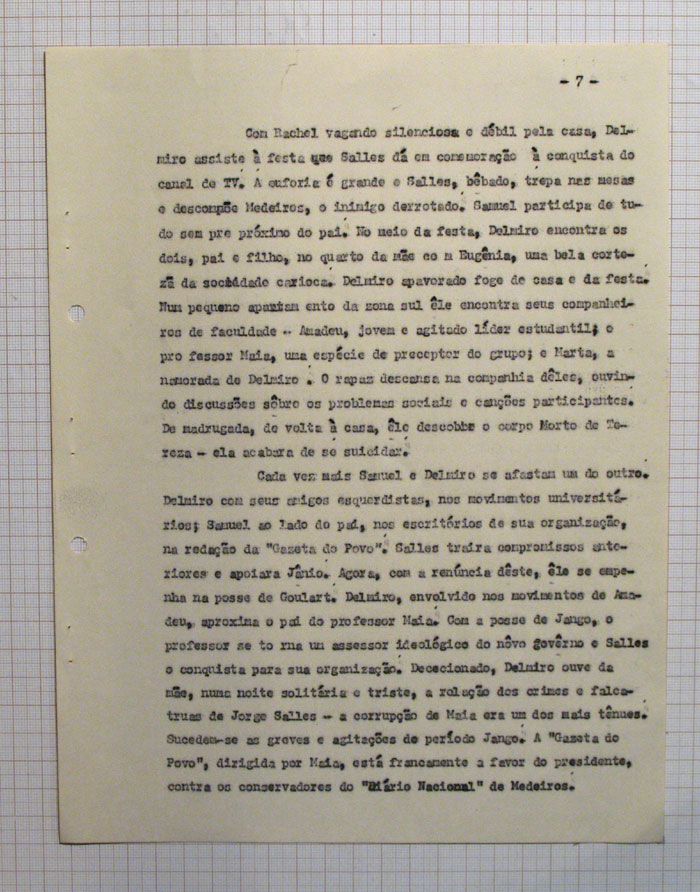 - 7 -
Com Rachel vagando silenciosa e débil pela casa, Del-
miro assiste à festa que Salles dá em comemoração à conquista do
canal de TV. A euforia é grande e Salles, bêbado, trepa nas mesas
e descompõe Medeiros, o inimigo derrotado. Samuel participa de tu-
do sem pre próximo do pai. No meio da festa, Delmiro encontra os
dois, pai e filho, no quarto da mãe co m Eugênia, uma bela corte-
zã da sociedade carioca. Delmiro apavorado foge de casa e da festa.
Num pequeno apartam ento da zona sul êle encontra seus companhei-
ros de faculdade - Amadeu, jovem e agitado líder estudantil; o
pro fessor Maia, uma espécie de preceptor do grupo; e Marta, a
namorada de Delmiro . O rapaz descansa na companhia dêles, ouvin-
do discussões sôbre os problemas sociais e canções participantes.
De madrugada, de volta à casa, êle descobre o corpo Morto de Te-
reza - ela acabara de se suicidar.
Cada vez mais Samuel e Delmiro se afastam um do outro.
Delmiro com seus amigos esquerdistas, nos movimentos universitá-
rios; Samuel ao lado do pai, nos escritórios de sua organização,
na redação da "Gazeta do Povo". Salles traira compromissos ante-
riores e apoiara Jânio. Agora, com a renúncia dêste, êle se empe-
nha na posse de Goulart. Delmiro, envolvido nos movimentos de Ama-
deu, aproxima o pai do professor Maia. Com a posse de Jango, o
professor se to rna um assessor ideológico do nôvo govêrno e Salles
o conquista para sua organização. Dececionado, Delmiro ouve da
mãe, numa noite solitária e triste, a relação dos crimes e falca-
truas de Jorge Salles - a corrupção de Maia era um dos mais tênues.
Sucedem-se as greves e agitações do período Jango. A "Gazeta do
Povo", dirigida por Maia, está francamente a favor do presidente,
contra os conservadores do "Diário Nacional" de Medeiros.